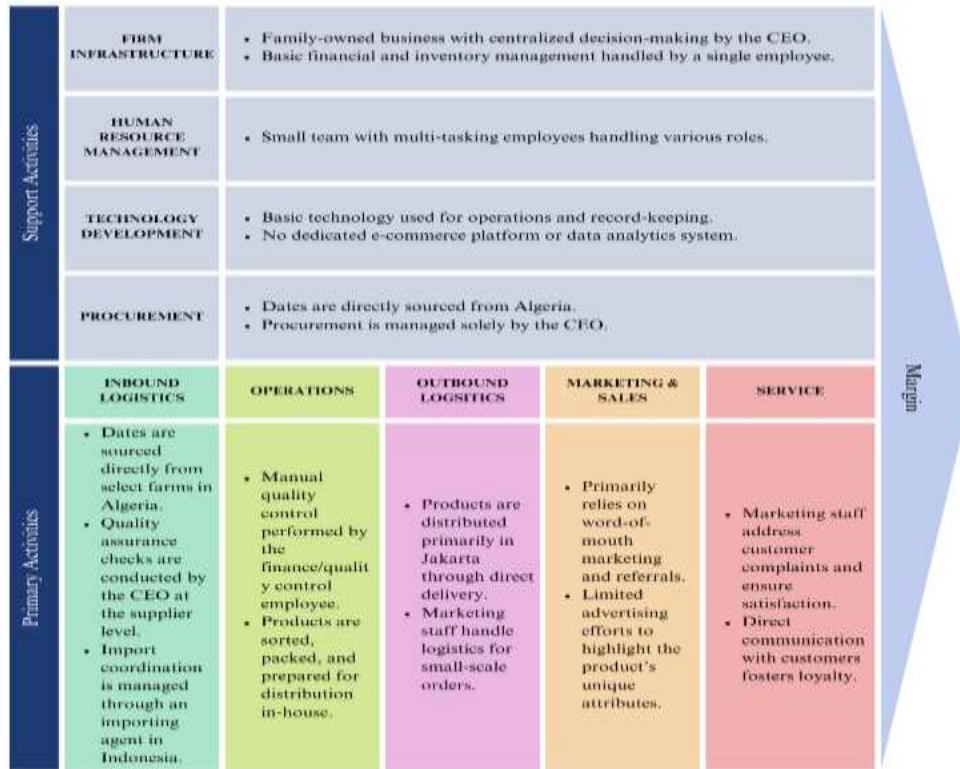 Support Activities
FIRM
INFRASTRUCTURE
• Family-owned business with centralized decision-making by the CEO.
• Basic financial and inventory management handled by a single employee.
HUMAN
RESOURCE
MANAGEMENT
• Small team with multi-tasking employees handling various roles.
TECHNOLOGY
DEVELOPMENT
• Basic technology used for operations and record-keeping.
• No dedicated e-commerce platform or data analytics system.
PROCUREMENT
• Dates are directly sourced from Algeria.
• Procurement is managed solely by the CEO.
Primary Activities
INBOUND
LOGISTICS
• Dates are
sourced
directly from
select farms in
Algeria.
• Quality
assurance
checks are
conducted by
the CEO at
the supplier
level.
• Import
coordination
is managed
through an
importing
agent in
Indonesia.
OPERATIONS
• Manual
quality
control
performed by
the
finance/qualit
y control
employee.
• Products are
sorted,
packed, and
prepared for
distribution
in-house.
OUTBOUND
LOGSITICS
• Products are
distributed
primarily in
Jakarta
through direct
delivery.
• Marketing
staff handle
logistics for
small-scale
orders.
MARKETING &
SALES
• Primarily
relies on
word-of-
mouth
marketing
and referrals.
• Limited
advertising
efforts to
highlight the
product's
unique
attributes.
SERVICE
• Marketing staff
address
customer
complaints and
ensure
satisfaction.
• Direct
communication
with customers
fosters loyalty.
Margin